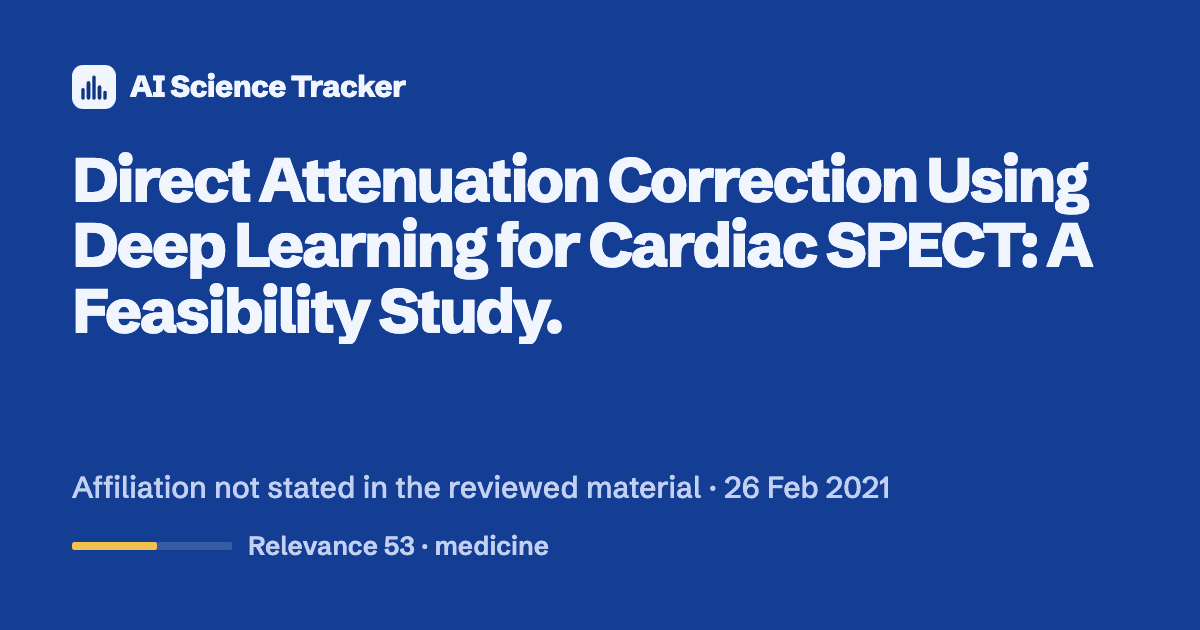 AI Science Tracker
Direct Attenuation Correction Using
Deep Learning for Cardiac SPECT: A
Feasibility Study.
Affiliation not stated in the reviewed material · 26 Feb 2021
Relevance 53 · medicine